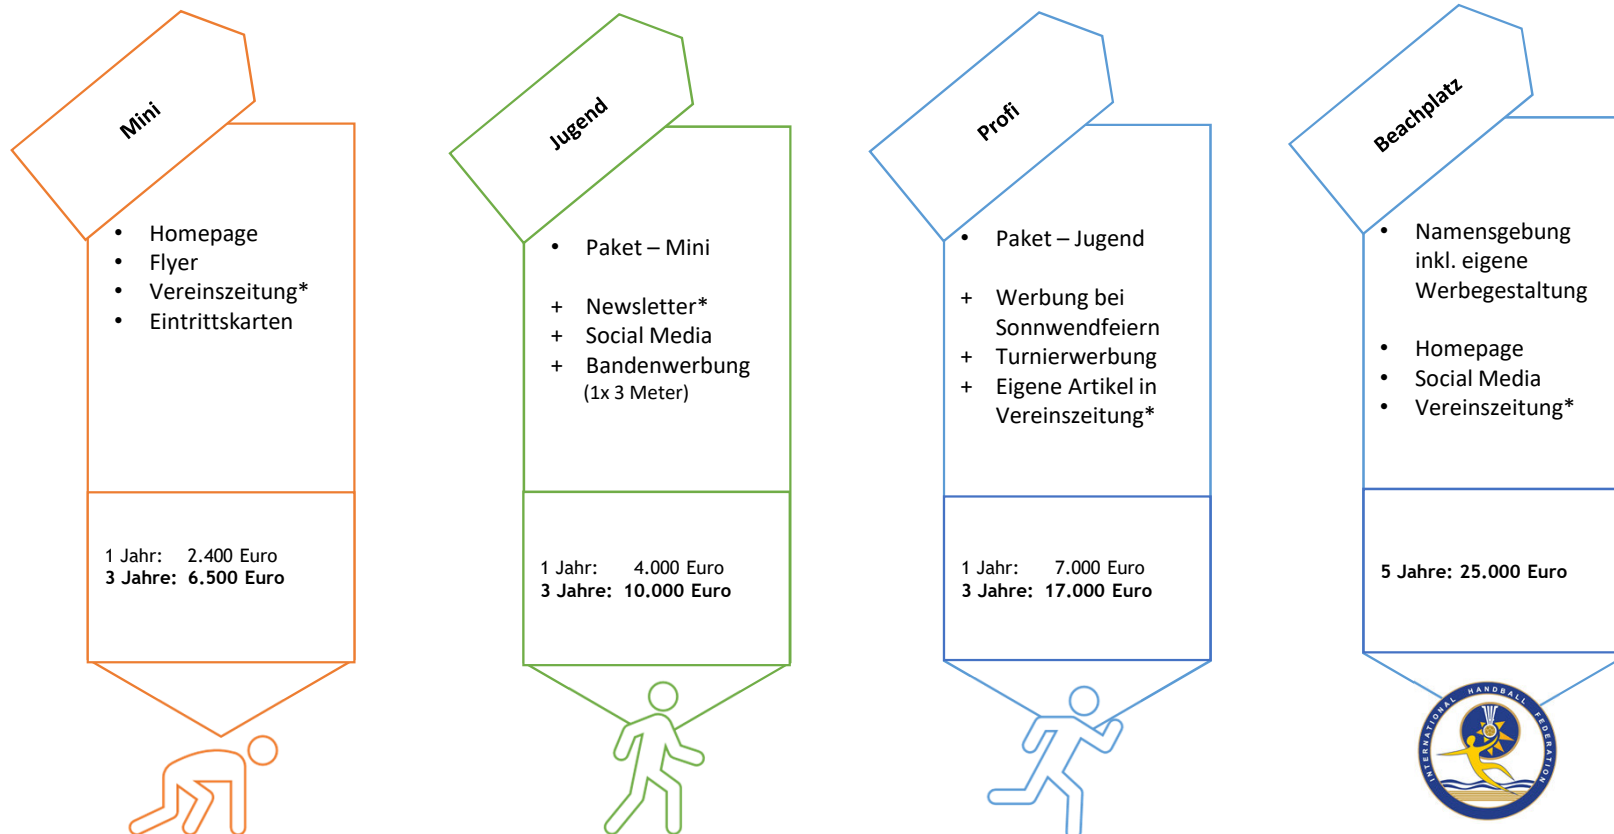 Mini
• Homepage
• Flyer
• Vereinszeitung*
• Eintrittskarten
1 Jahr: 2.400 Euro
3 Jahre: 6.500 Euro
Jugend
• Paket – Mini
+ Newsletter*
+ Social Media
+ Bandenwerbung
(1x 3 Meter)
1 Jahr: 4.000 Euro
3 Jahre: 10.000 Euro
Profi
• Paket – Jugend
+ Werbung bei
Sonnwendfeiern
+ Turnierwerbung
+ Eigene Artikel in
Vereinszeitung*
1 Jahr: 7.000 Euro
3 Jahre: 17.000 Euro
Beachplatz
• Namensgebung
inkl. eigene
Werbegestaltung
• Homepage
• Social Media
• Vereinszeitung*
5 Jahre: 25.000 Euro
INTERNATIONAL HANDBALL FEDERATION